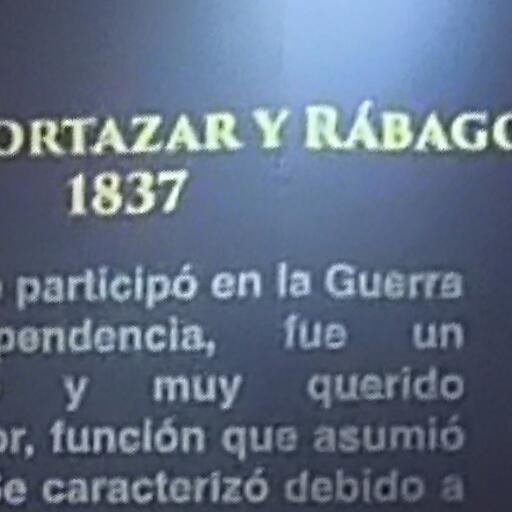 ORTAZAR Y RÁBAGO
1837
participó en la Guerra
pendencia, fue un
y muy querido
or, función que asumió
Se caracterizó debido a